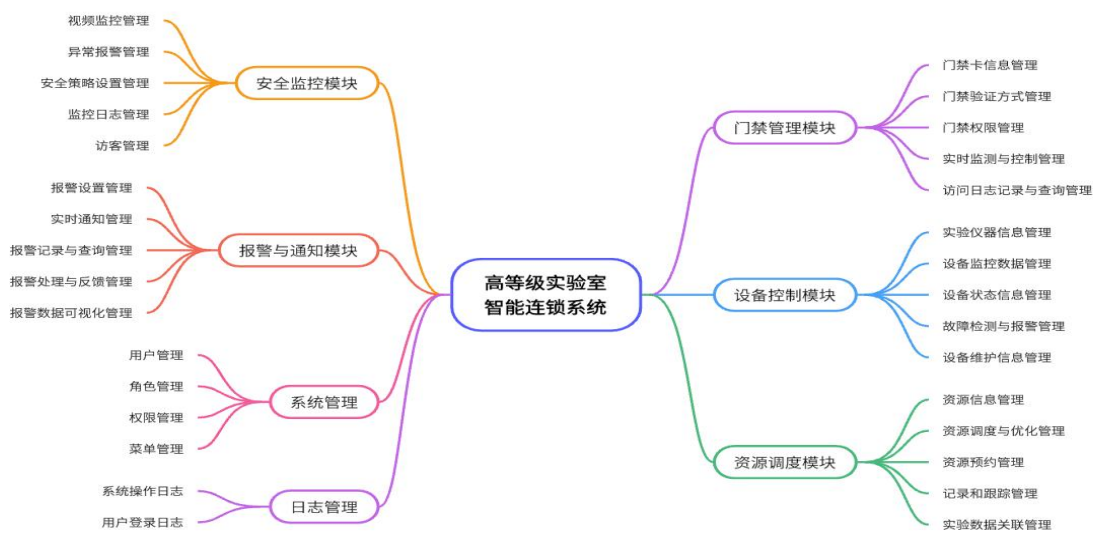 高等级实验室
智能连锁系统
安全监控模块
视频监控管理
异常报警管理
安全策略设置管理
监控日志管理
访客管理
报警与通知模块
报警设置管理
实时通知管理
报警记录与查询管理
报警处理与反馈管理
报警数据可视化管理
系统管理
用户管理
角色管理
权限管理
菜单管理
日志管理
系统操作日志
用户登录日志
门禁管理模块
门禁卡信息管理
门禁验证方式管理
门禁权限管理
实时监测与控制管理
访问日志记录与查询管理
设备控制模块
实验仪器信息管理
设备监控数据管理
设备状态信息管理
故障检测与报警管理
设备维护信息管理
资源调度模块
资源信息管理
资源调度与优化管理
资源预约管理
记录和跟踪管理
实验数据关联管理